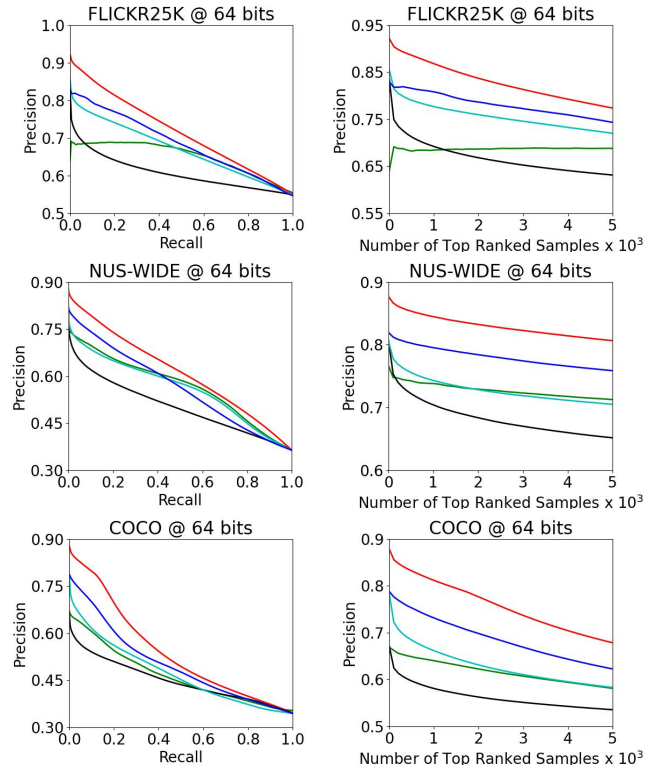 FLICKR25K @ 64 bits
1.0
0.9
0.8
0.7
0.6
0.5
Precision
0.0 0.2 0.4 0.6 0.8 1.0
Recall
FLICKR25K @ 64 bits
0.95
0.85
0.75
0.65
0.55
Precision
0 1 2 3 4 5
Number of Top Ranked Samples x 10³
NUS-WIDE @ 64 bits
0.90
0.75
0.60
0.45
0.30
Precision
0.0 0.2 0.4 0.6 0.8 1.0
Recall
NUS-WIDE @ 64 bits
0.9
0.8
0.7
0.6
Precision
0 1 2 3 4 5
Number of Top Ranked Samples x 10³
COCO @ 64 bits
0.90
0.75
0.60
0.45
0.30
Precision
0.0 0.2 0.4 0.6 0.8 1.0
Recall
COCO @ 64 bits
0.9
0.8
0.7
0.6
0.5
Precision
0 1 2 3 4 5
Number of Top Ranked Samples x 10³